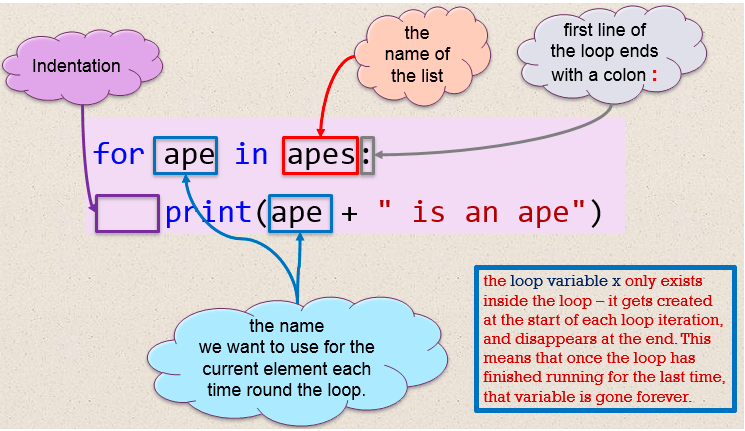 Indentation
the
name of
the list
first line of
the loop ends
with a colon :
for ape in apes:
print(ape + " is an ape")
the name
we want to use for the
current element each
time round the loop.
the loop variable x only exists
inside the loop – it gets created
at the start of each loop iteration,
and disappears at the end. This
means that once the loop has
finished running for the last time,
that variable is gone forever.